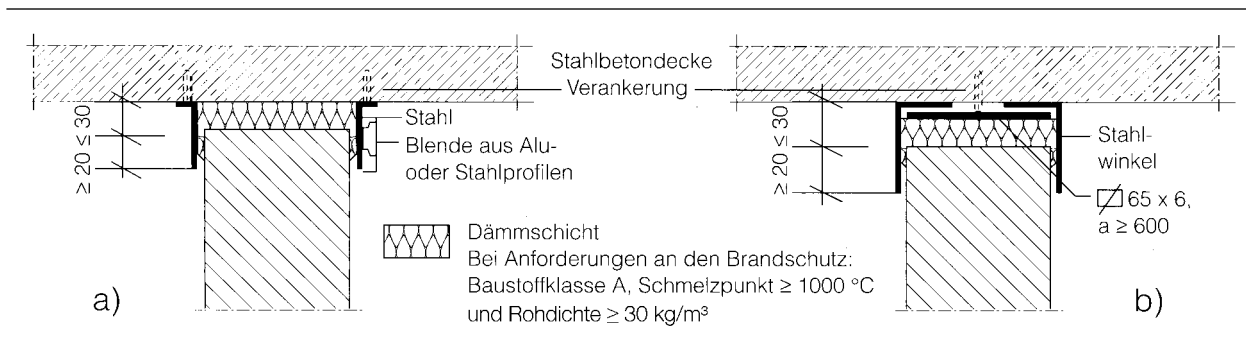 Stahlbetondecke
Verankerung
≥ 20 ≤ 30
Stahl
Blende aus Alu-
oder Stahlprofilen
Dämmschicht
Bei Anforderungen an den Brandschutz:
Baustoffklasse A, Schmelzpunkt ≥ 1000 °C
und Rohdichte ≥ 30 kg/m³
a)
≥ 20 ≤ 30
Stahl-
winkel
65 x 6,
a ≥ 600
b)